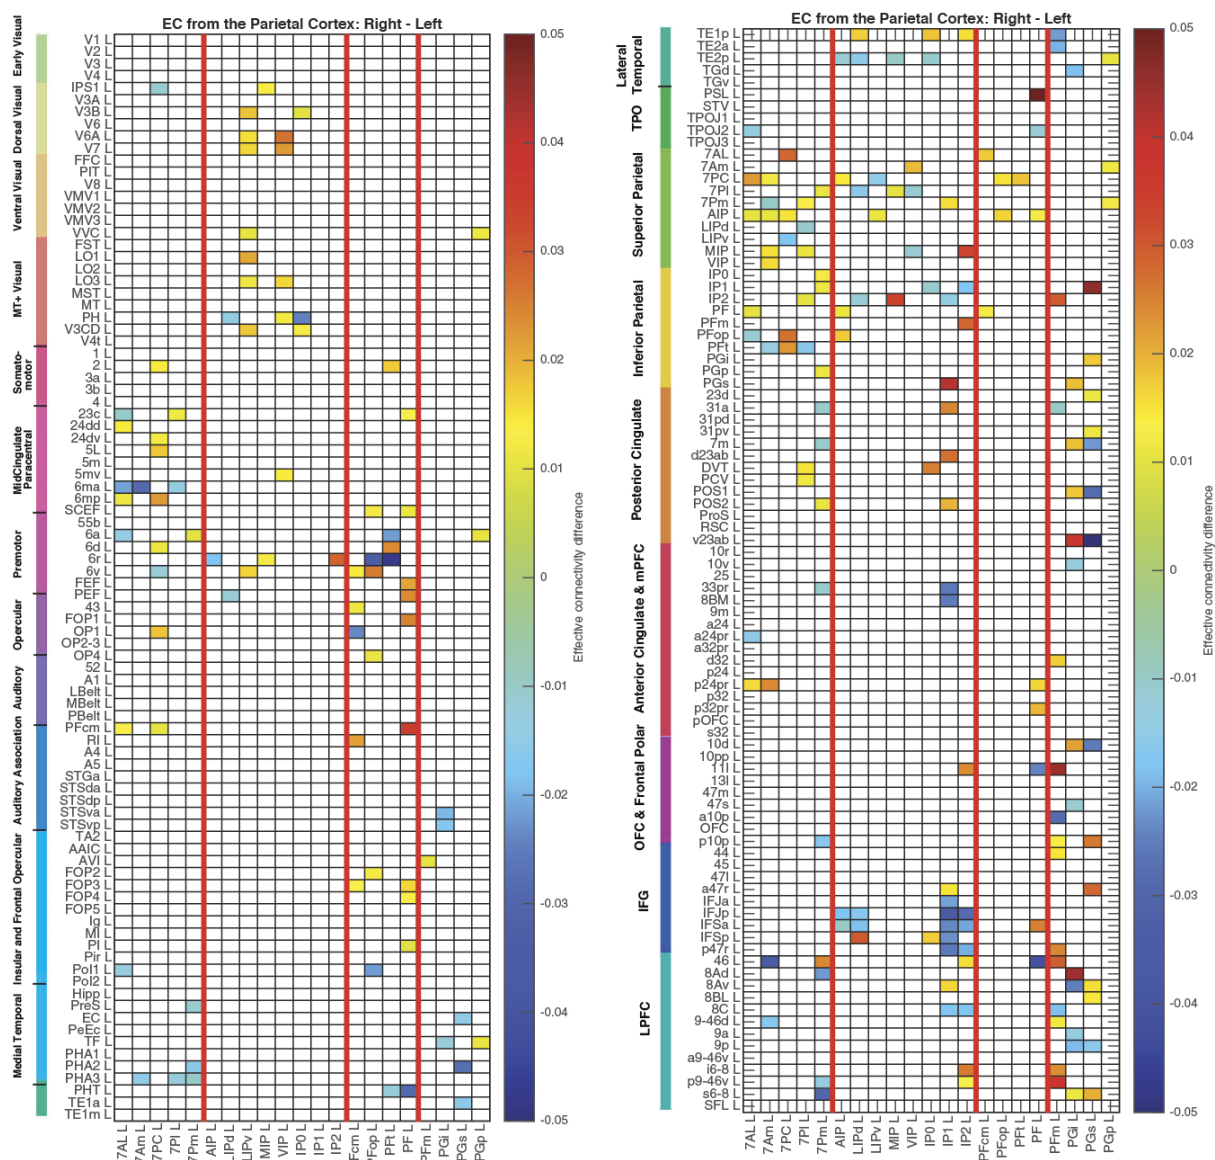 EC from the Parietal Cortex: Right - Left
Early Visual
Dorsal Visual
Ventral Visual
MT+ Visual
Somato-
motor
MidCingulate
Paracentral
Premotor
Opercular
Auditory
Auditory Association
Insular and Frontal Opercular
Medial Temporal
V1 L
V2 L
V3 L
V4 L
IPS1 L
V3A L
V3B L
V6 L
V6A L
V7 L
FFC L
PIT L
V8 L
VMV1 L
VMV2 L
VMV3 L
VVC L
FST L
LO1 L
LO2 L
LO3 L
MST L
MT L
PH L
V3CD L
V4t L
1 L
2 L
3a L
3b L
4 L
23c L
24dd L
24dv L
5L L
5m L
5mv L
6ma L
6mp L
SCEF L
55b L
6a L
6d L
6r L
6v L
FEF L
PEF L
43 L
FOP1 L
OP1 L
OP2-3 L
OP4 L
52 L
A1 L
LBelt L
MBelt L
PBelt L
PFcm L
RI L
A4 L
A5 L
STGa L
STSda L
STSdp L
STSva L
STSvp L
TA2 L
AAIC L
AVI L
FOP2 L
FOP3 L
FOP4 L
FOP5 L
Ig L
MI L
PI L
Pir L
PoI1 L
PoI2 L
Hipp L
PreS L
EC L
PeEc L
TF L
PHA1 L
PHA2 L
PHA3 L
PHT L
TE1a L
TE1m L
7AL L
7Am L
7PC L
7Pl L
7Pm L
AIP L
LIPd L
LIPv L
MIP L
VIP L
IP0 L
IP1 L
IP2 L
PFcm L
PFop L
PFt L
PF L
PFm L
PGi L
PGs L
PGp L
0.05
0.04
0.03
0.02
0.01
0
-0.01
-0.02
-0.03
-0.04
-0.05
Effective connectivity difference
EC from the Parietal Cortex: Right - Left
Lateral
Temporal
TPO
Superior Parietal
Inferior Parietal
Posterior Cingulate
Anterior Cingulate & mPFC
OFC & Frontal Polar
IFG
LPFC
TE1p L
TE2a L
TE2p L
TGd L
TGv L
PSL L
STV L
TPOJ1 L
TPOJ2 L
TPOJ3 L
7AL L
7Am L
7PC L
7Pl L
7Pm L
AIP L
LIPd L
LIPv L
MIP L
VIP L
IP0 L
IP1 L
IP2 L
PF L
PFm L
PFop L
PFt L
PGi L
PGp L
PGs L
23d L
31a L
31pd L
31pv L
7m L
d23ab L
DVT L
PCV L
POS1 L
POS2 L
ProS L
RSC L
v23ab L
10r L
10v L
25 L
33pr L
8BM L
9m L
a24 L
a24pr L
a32pr L
d32 L
p24 L
p24pr L
p32 L
p32pr L
pOFC L
s32 L
10d L
10pp L
11l L
13l L
47m L
47s L
a10p L
OFC L
p10p L
44 L
45 L
47l L
a47r L
IFJa L
IFJp L
IFSa L
IFSp L
p47r L
46 L
8Ad L
8Av L
8BL L
8C L
9-46d L
9a L
9p L
a9-46v L
i6-8 L
p9-46v L
s6-8 L
SFL L
7AL L
7Am L
7PC L
7Pl L
7Pm L
AIP L
LIPd L
LIPv L
MIP L
VIP L
IP0 L
IP1 L
IP2 L
PFcm L
PFop L
PFt L
PF L
PFm L
PGi L
PGs L
PGp L
0.05
0.04
0.03
0.02
0.01
0
-0.01
-0.02
-0.03
-0.04
-0.05
Effective connectivity difference